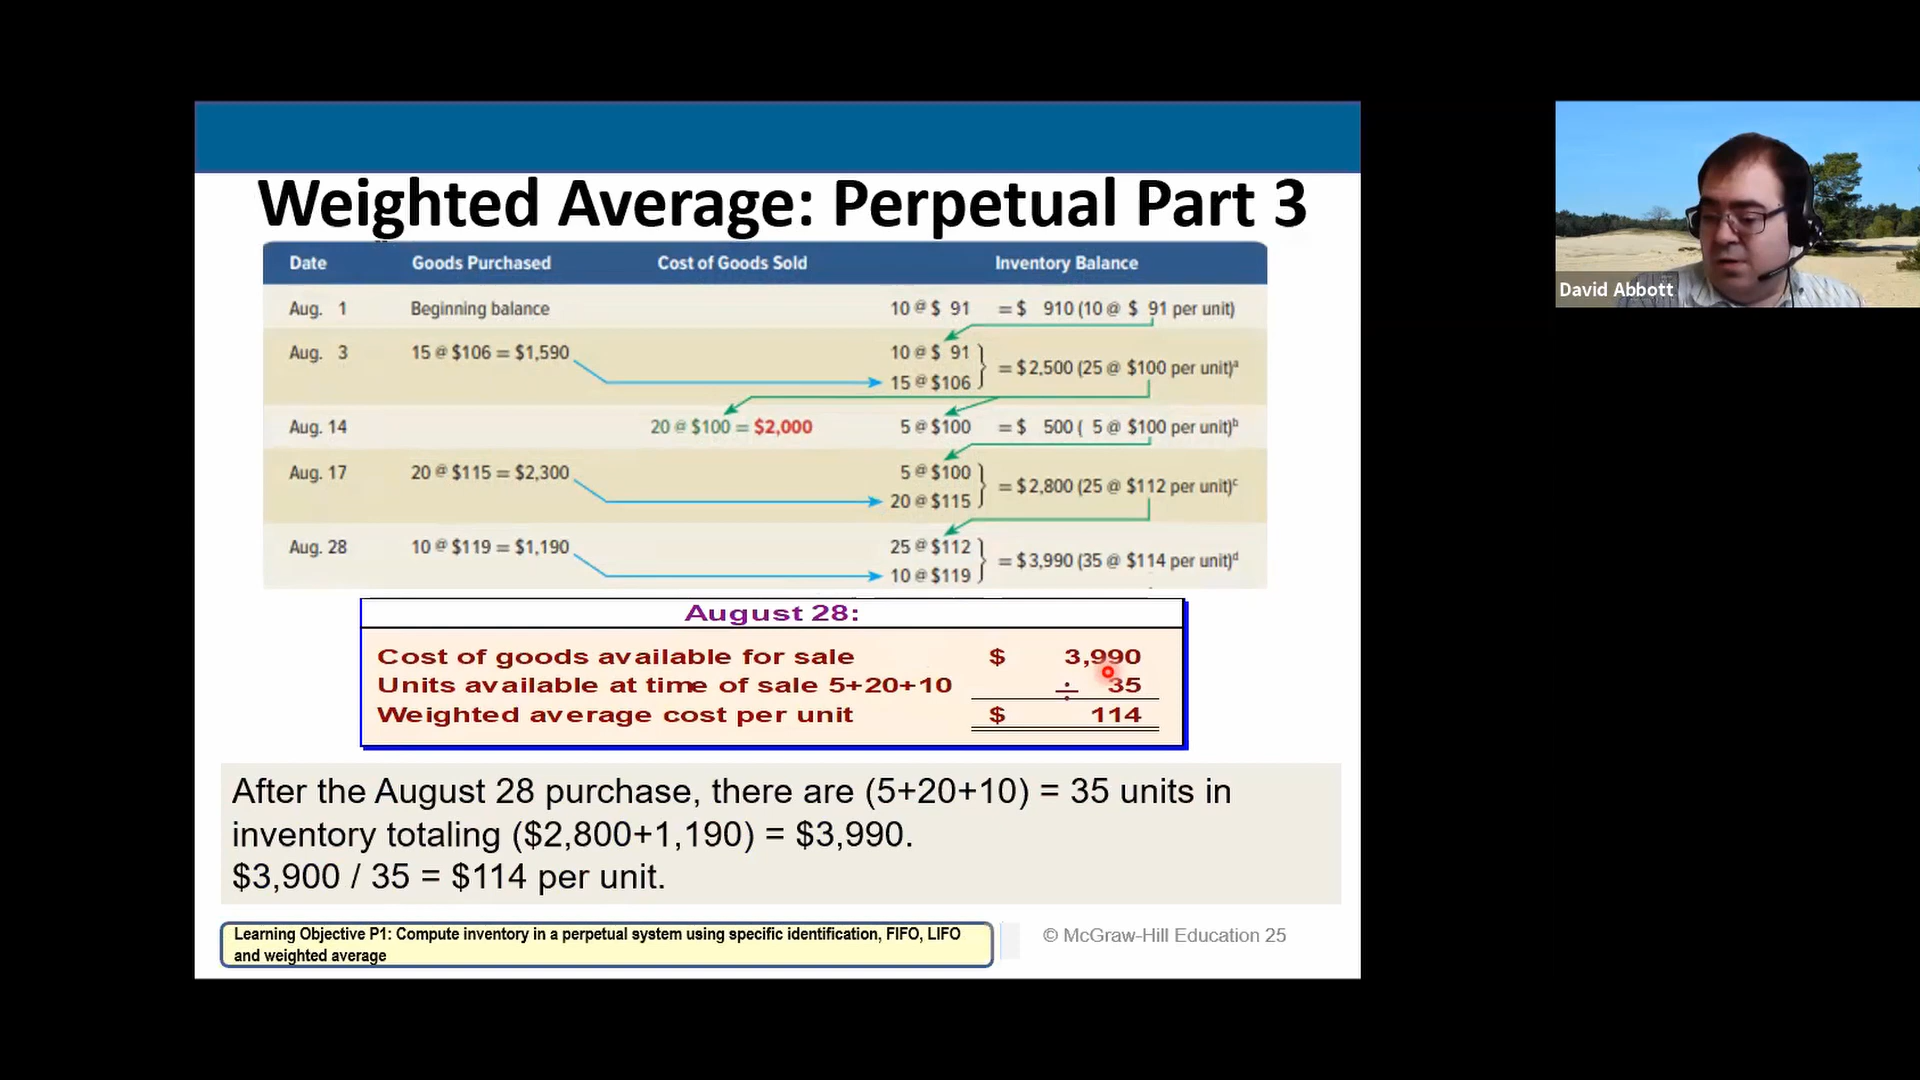 Weighted Average: Perpetual Part 3
Date Goods Purchased Cost of Goods Sold Inventory Balance
Aug. 1 Beginning balance 10 @ $ 91 = $ 910 (10 @ $ 91 per unit)
Aug. 3 15 @ $106 = $1,590 10 @ $ 91
15 @ $106 = $2,500 (25 @ $100 per unit)ᵃ
Aug. 14 20 @ $100 = $2,000 5 @ $100 = $ 500 ( 5 @ $100 per unit)ᵇ
Aug. 17 20 @ $115 = $2,300 5 @ $100
20 @ $115 = $2,800 (25 @ $112 per unit)ᶜ
Aug. 28 10 @ $119 = $1,190 25 @ $112
10 @ $119 = $3,990 (35 @ $114 per unit)ᵈ
August 28:
Cost of goods available for sale $ 3,990
Units available at time of sale 5+20+10 ÷ 35
Weighted average cost per unit $ 114
After the August 28 purchase, there are (5+20+10) = 35 units in
inventory totaling ($2,800+1,190) = $3,990.
$3,900 / 35 = $114 per unit.
Learning Objective P1: Compute inventory in a perpetual system using specific identification, FIFO, LIFO
and weighted average
© McGraw-Hill Education 25
David Abbott